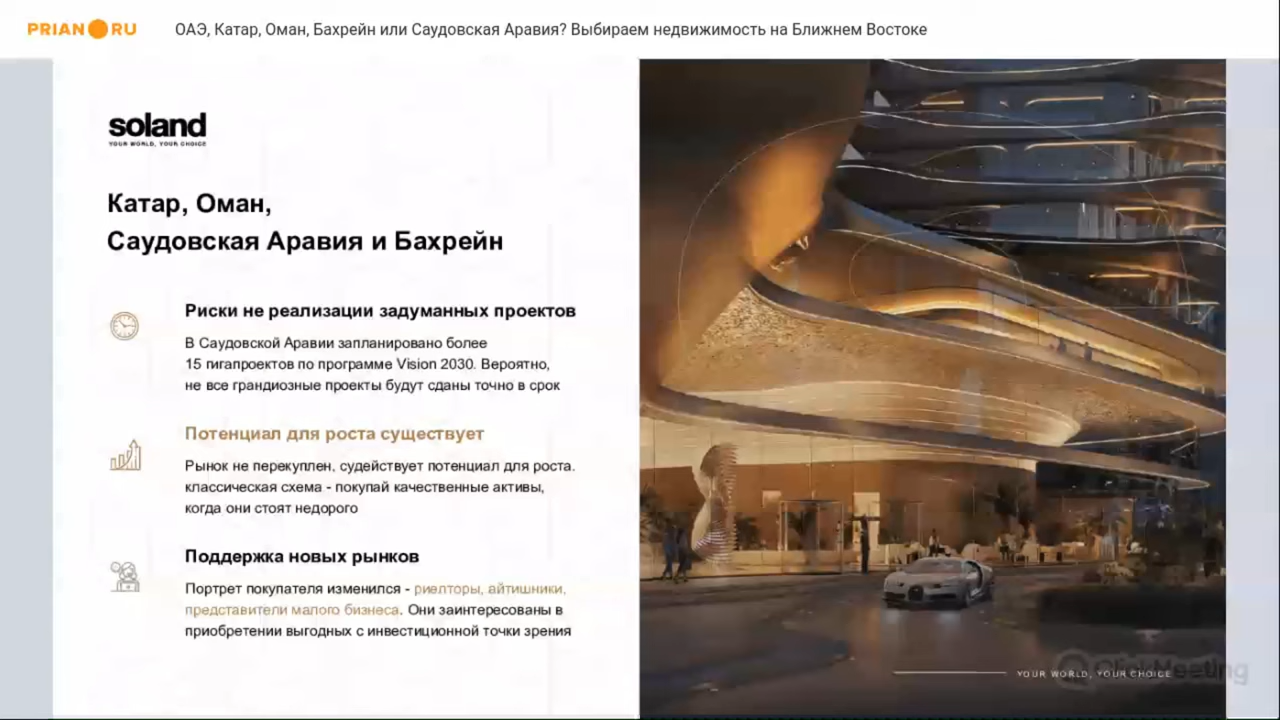 PRIAN RU
ОАЭ, Катар, Оман, Бахрейн или Саудовская Аравия? Выбираем недвижимость на Ближнем Востоке
soland
YOUR WORLD, YOUR CHOICE
Катар, Оман,
Саудовская Аравия и Бахрейн
Риски не реализации задуманных проектов
В Саудовской Аравии запланировано более
15 гигапроектов по программе Vision 2030. Вероятно,
не все грандиозные проекты будут сданы точно в срок
Потенциал для роста существует
Рынок не перекуплен, судействует потенциал для роста.
классическая схема - покупай качественные активы,
когда они стоят недорого
Поддержка новых рынков
Портрет покупателя изменился - риелторы, айтишники,
представители малого бизнеса. Они заинтересованы в
приобретении выгодных с инвестиционной точки зрения
YOUR WORLD, YOUR CHOICE
ClickMeeting